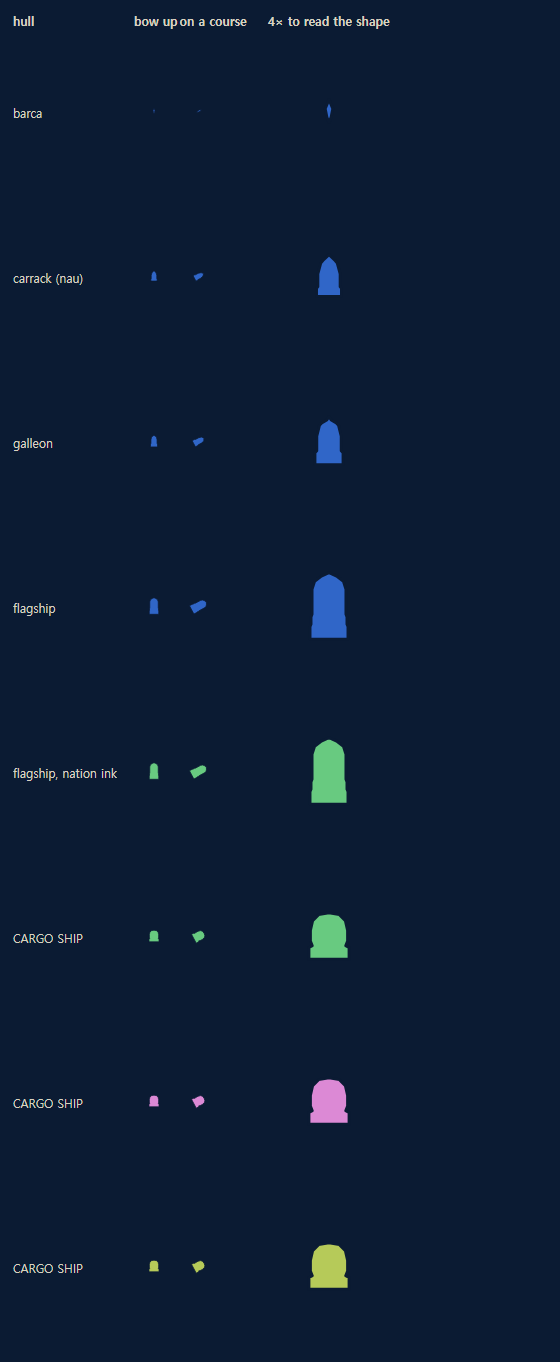 hull bow up on a course 4× to read the shape
barca
carrack (nau)
galleon
flagship
flagship, nation ink
CARGO SHIP
CARGO SHIP
CARGO SHIP